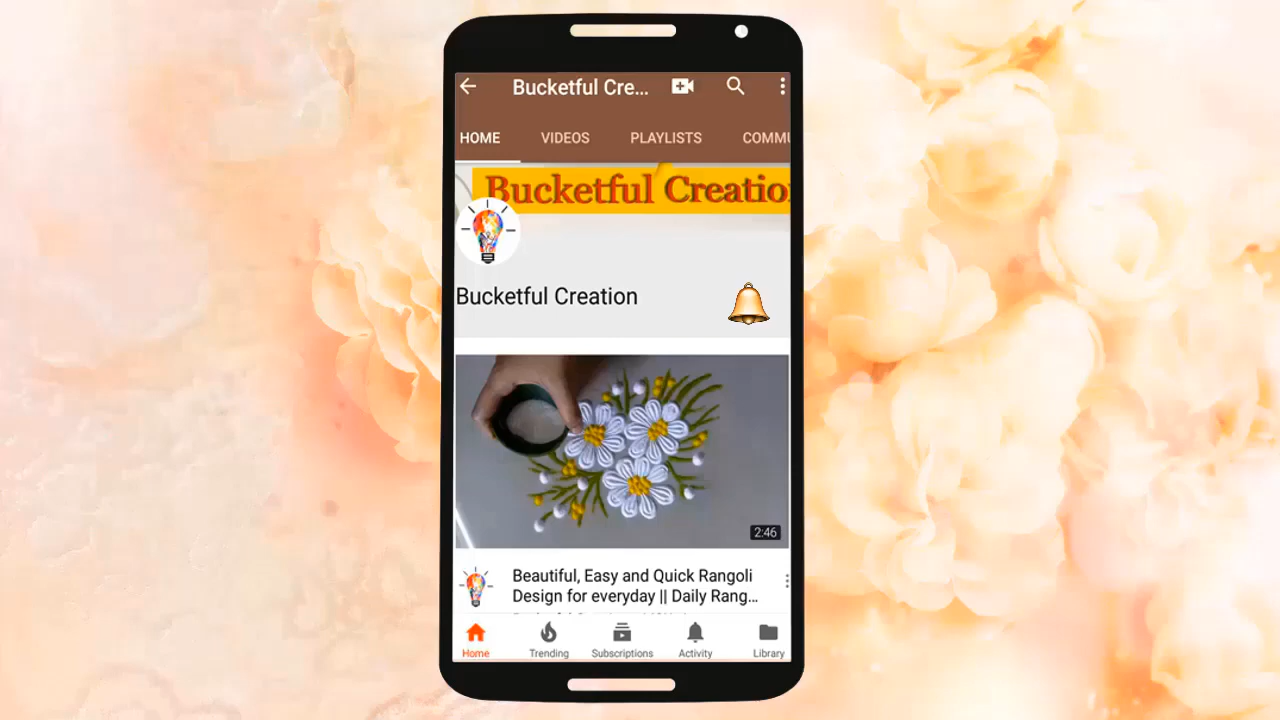 Bucketful Cre...
HOME VIDEOS PLAYLISTS COMMU
Bucketful Creation
Bucketful Creation
2:46
Beautiful, Easy and Quick Rangoli
Design for everyday || Daily Rang...
Home Trending Subscriptions Activity Library